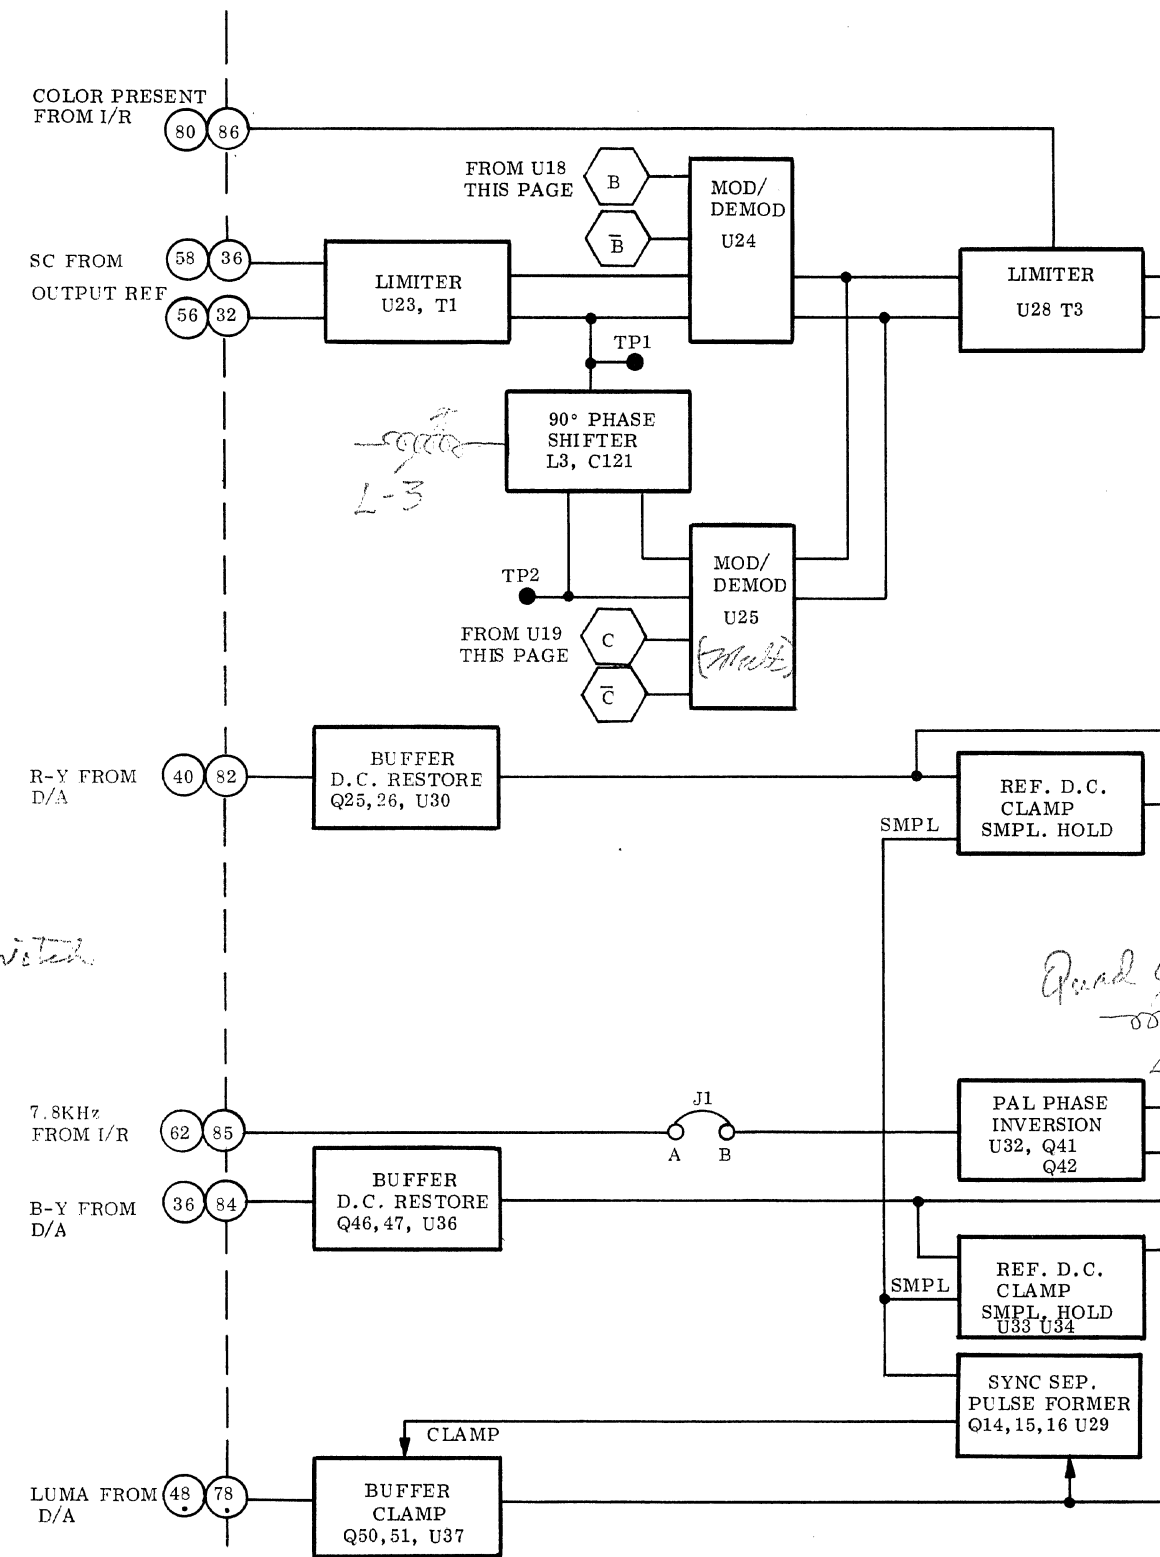 COLOR PRESENT
FROM I/R
80 86
FROM U18
THIS PAGE
B
B̅
MOD/
DEMOD
U24
SC FROM
58 36
OUTPUT REF
56 32
LIMITER
U23, T1
LIMITER
U28 T3
TP1
90° PHASE
SHIFTER
L3, C121
L-3
TP2
MOD/
DEMOD
U25
FROM U19
THIS PAGE
C
C̅
R-Y FROM
D/A
40 82
BUFFER
D.C. RESTORE
Q25,26, U30
REF. D.C.
CLAMP
SMPL. HOLD
SMPL
Quad
7.8KHz
FROM I/R
62 85
J1
A B
PAL PHASE
INVERSION
U32, Q41
Q42
B-Y FROM
D/A
36 84
BUFFER
D.C. RESTORE
Q46,47, U36
SMPL
REF. D.C.
CLAMP
SMPL. HOLD
U33 U34
SYNC SEP.
PULSE FORMER
Q14,15,16 U29
CLAMP
LUMA FROM
D/A
48 78
BUFFER
CLAMP
Q50,51, U37